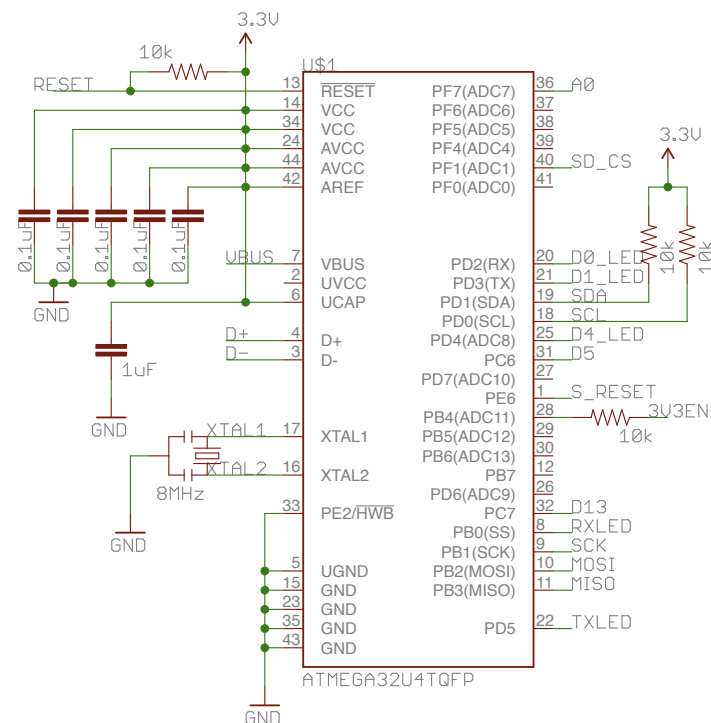 3.3V
10k
U$1
RESET
13 RESET PF7(ADC7) 36 A0
14 VCC PF6(ADC6) 37
34 VCC PF5(ADC5) 38
24 AVCC PF4(ADC4) 39
44 AVCC PF1(ADC1) 40 SD_CS
42 AREF PF0(ADC0) 41
3.3V
0.1uF 0.1uF 0.1uF 0.1uF 0.1uF
10k 10k
VBUS 7 VBUS PD2(RX) 20 D0_LED
2 UVCC PD3(TX) 21 D1_LED
6 UCAP PD1(SDA) 19 SDA
GND
PD0(SCL) 18 SCL
D+ 4 D+ PD4(ADC8) 25 D4_LED
D- 3 D- PC6 31 D5
1uF
PD7(ADC10) 27
PE6 1 S_RESET
PB4(ADC11) 28 3V3EN
10k
GND
XTAL1 17 XTAL1 PB5(ADC12) 29
PB6(ADC13) 30
XTAL2 16 XTAL2 PB7 12
8MHz
PD6(ADC9) 26
33 PE2/HWB PC7 32 D13
GND
PB0(SS) 8 RXLED
PB1(SCK) 9 SCK
5 UGND PB2(MOSI) 10 MOSI
15 GND PB3(MISO) 11 MISO
23 GND
35 GND PD5 22 TXLED
43 GND
ATMEGA32U4TQFP
GND